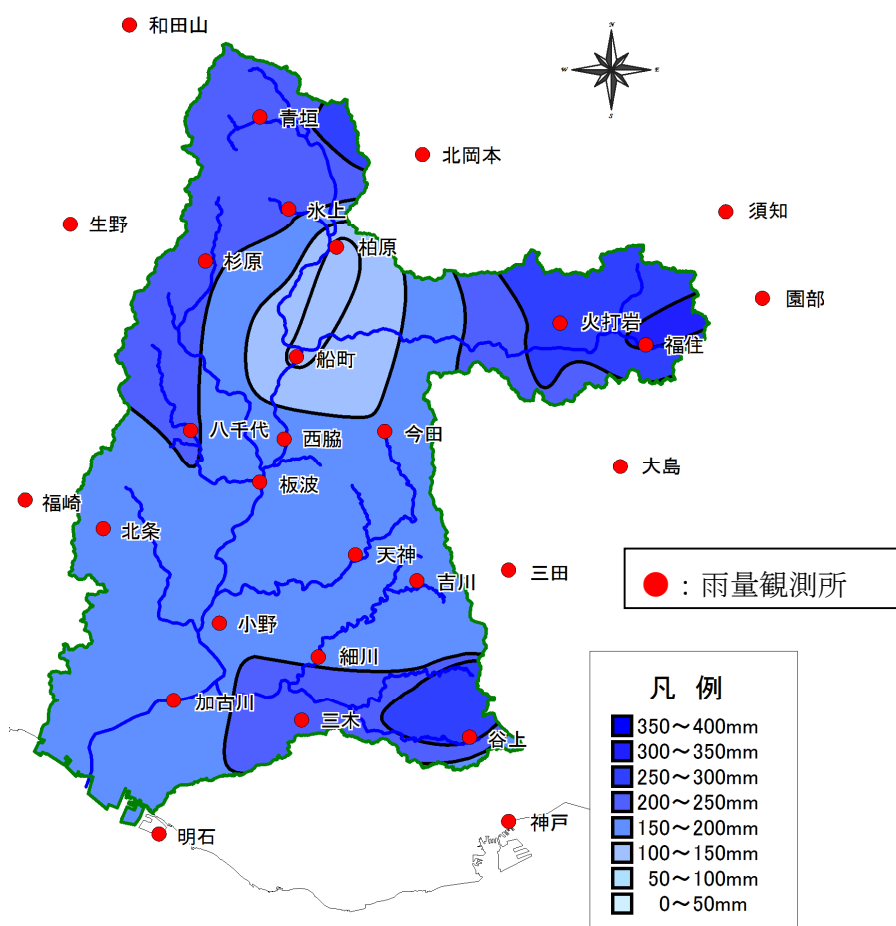 和田山
N
W
E
S
青垣
北岡本
須知
生野
氷上
柏原
杉原
園部
火打岩
福住
船町
八千代
西脇
今田
大島
板波
福崎
北条
天神
吉川
三田
●：雨量観測所
小野
細川
凡 例
加古川
三木
谷上
350～400mm
300～350mm
250～300mm
200～250mm
150～200mm
100～150mm
50～100mm
0～50mm
明石
神戸